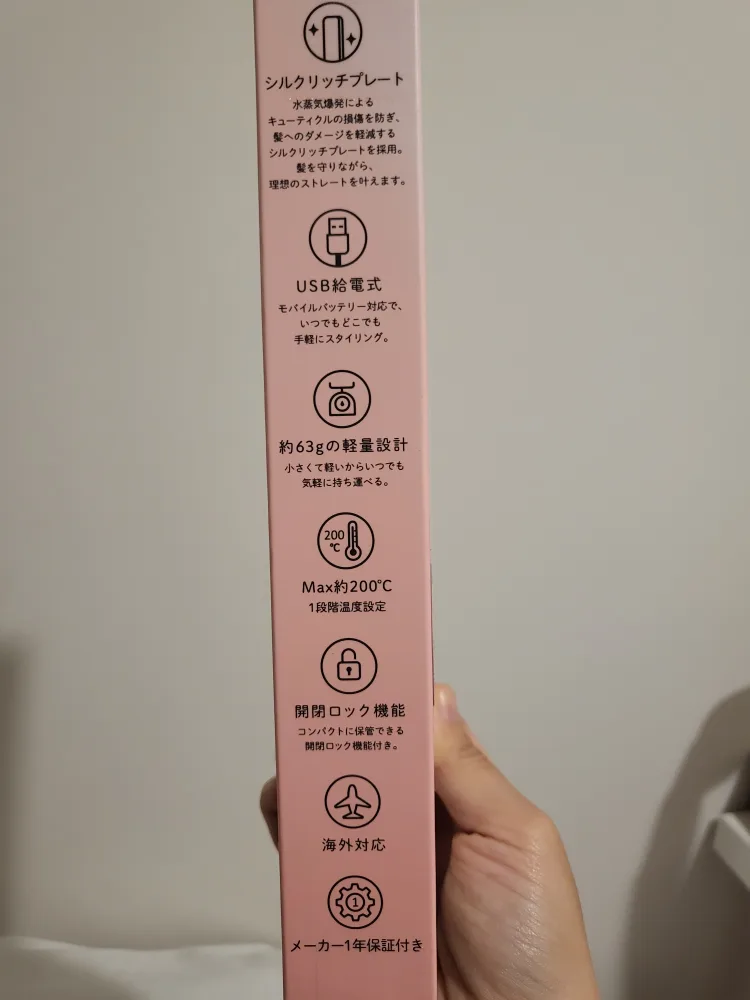 シルクリッチプレート
水蒸気爆発による
キューティクルの損傷を防ぎ、
髪へのダメージを軽減する
シルクリッチプレートを採用。
髪を守りながら、
理想のストレートを叶えます。
USB給電式
モバイルバッテリー対応で、
いつでもどこでも
手軽にスタイリング。
約63gの軽量設計
小さくて軽いからいつでも
気軽に持ち運べる。
200
℃
Max約200℃
1段階温度設定
開閉ロック機能
コンパクトに保管できる
開閉ロック機能付き。
海外対応
1
メーカー1年保証付き